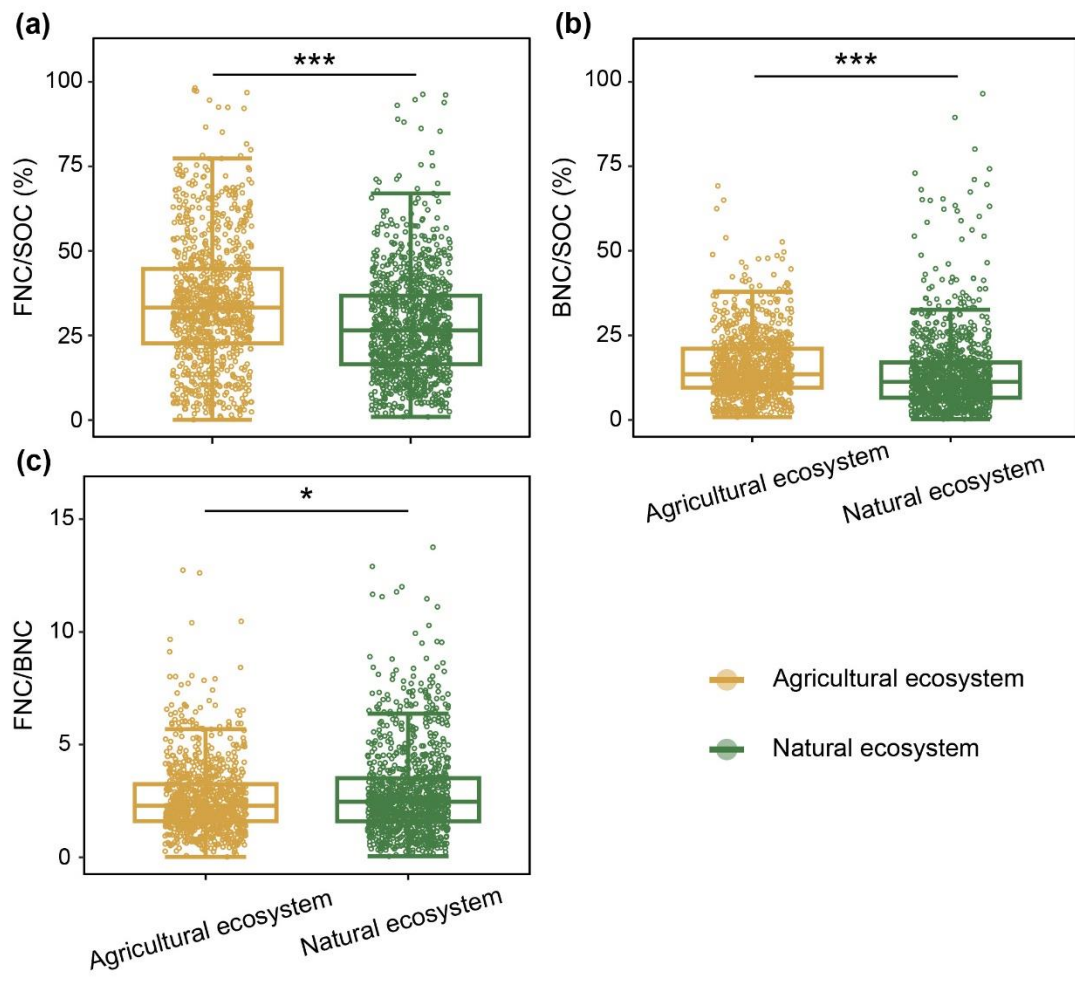 (a)
***
100
75
50
25
0
FNC/SOC (%)
(b)
***
100
75
50
25
0
BNC/SOC (%)
Agricultural ecosystem
Natural ecosystem
(c)
*
15
10
5
0
FNC/BNC
Agricultural ecosystem
Natural ecosystem
Agricultural ecosystem
Natural ecosystem